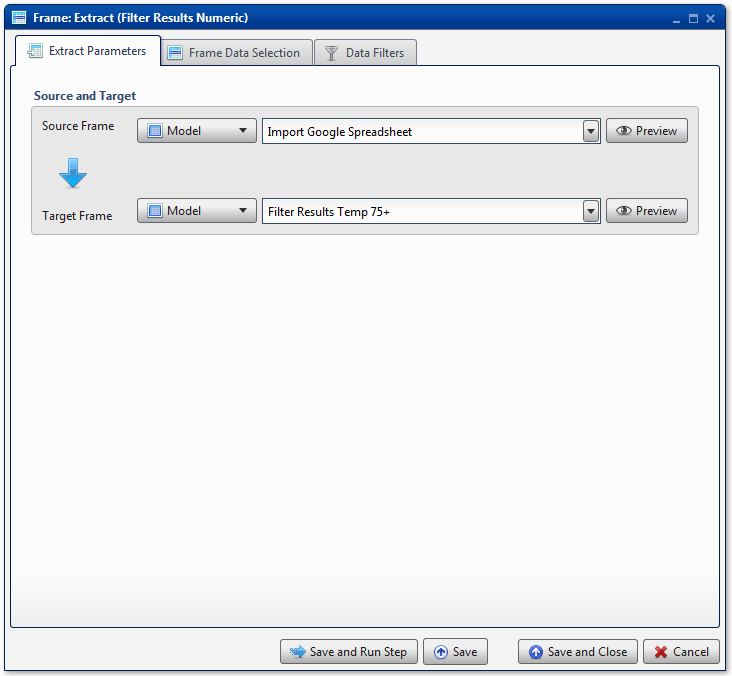 Frame: Extract (Filter Results Numeric)
Extract Parameters Frame Data Selection Data Filters
Source and Target
Source Frame Model Import Google Spreadsheet Preview
Target Frame Model Filter Results Temp 75+ Preview
Save and Run Step Save Save and Close Cancel